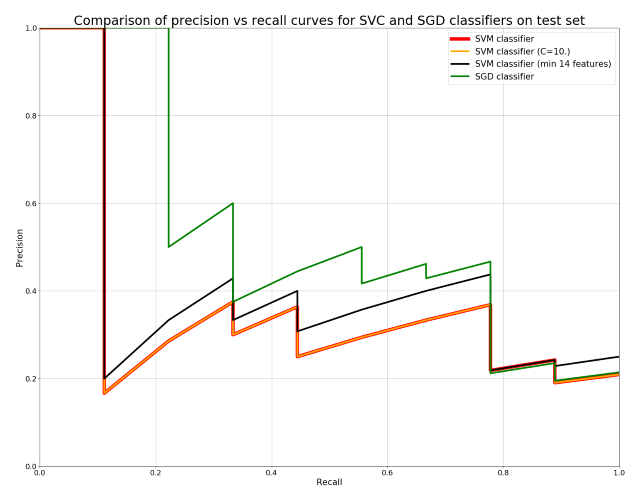 Comparison of precision vs recall curves for SVC and SGD classifiers on test set
SVM classifier
SVM classifier (C=10.)
SVM classifier (min 14 features)
SGD classifier
1.0
0.8
0.6
0.4
0.2
0.0
Precision
0.0 0.2 0.4 0.6 0.8 1.0
Recall